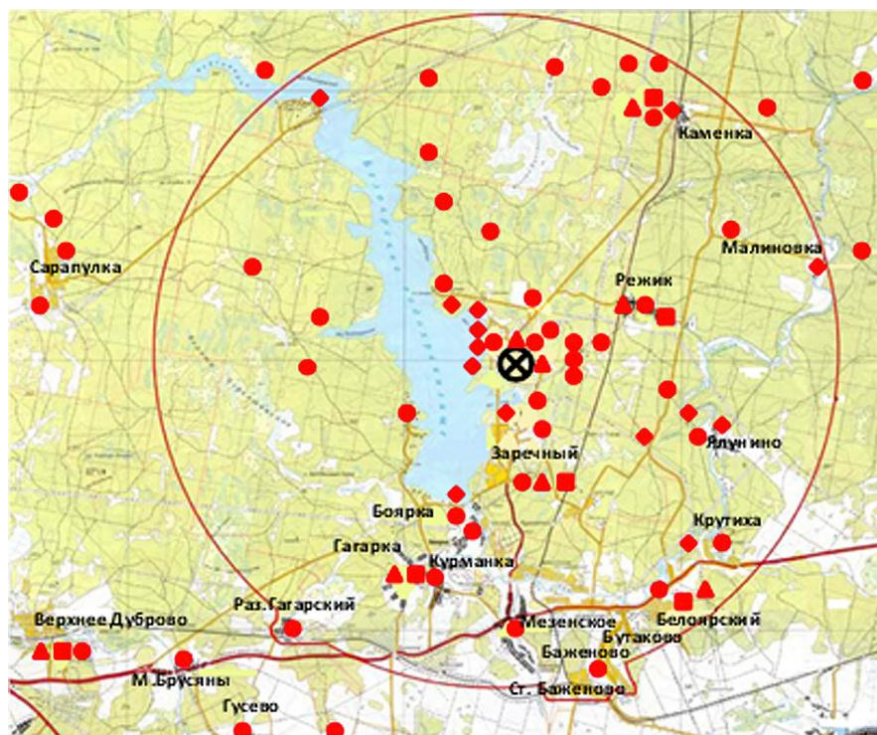 Каменка
Малиновка
Сарапулка
Режик
Ялунино
Заречный
Боярка
Крутиха
Гагарка
Курманка
Раз.Гагарский
Верхнее Дуброво
Мезенское
Белоярский
Бутаково
Баженово
М.Брусяны
Ст. Баженово
Гусево